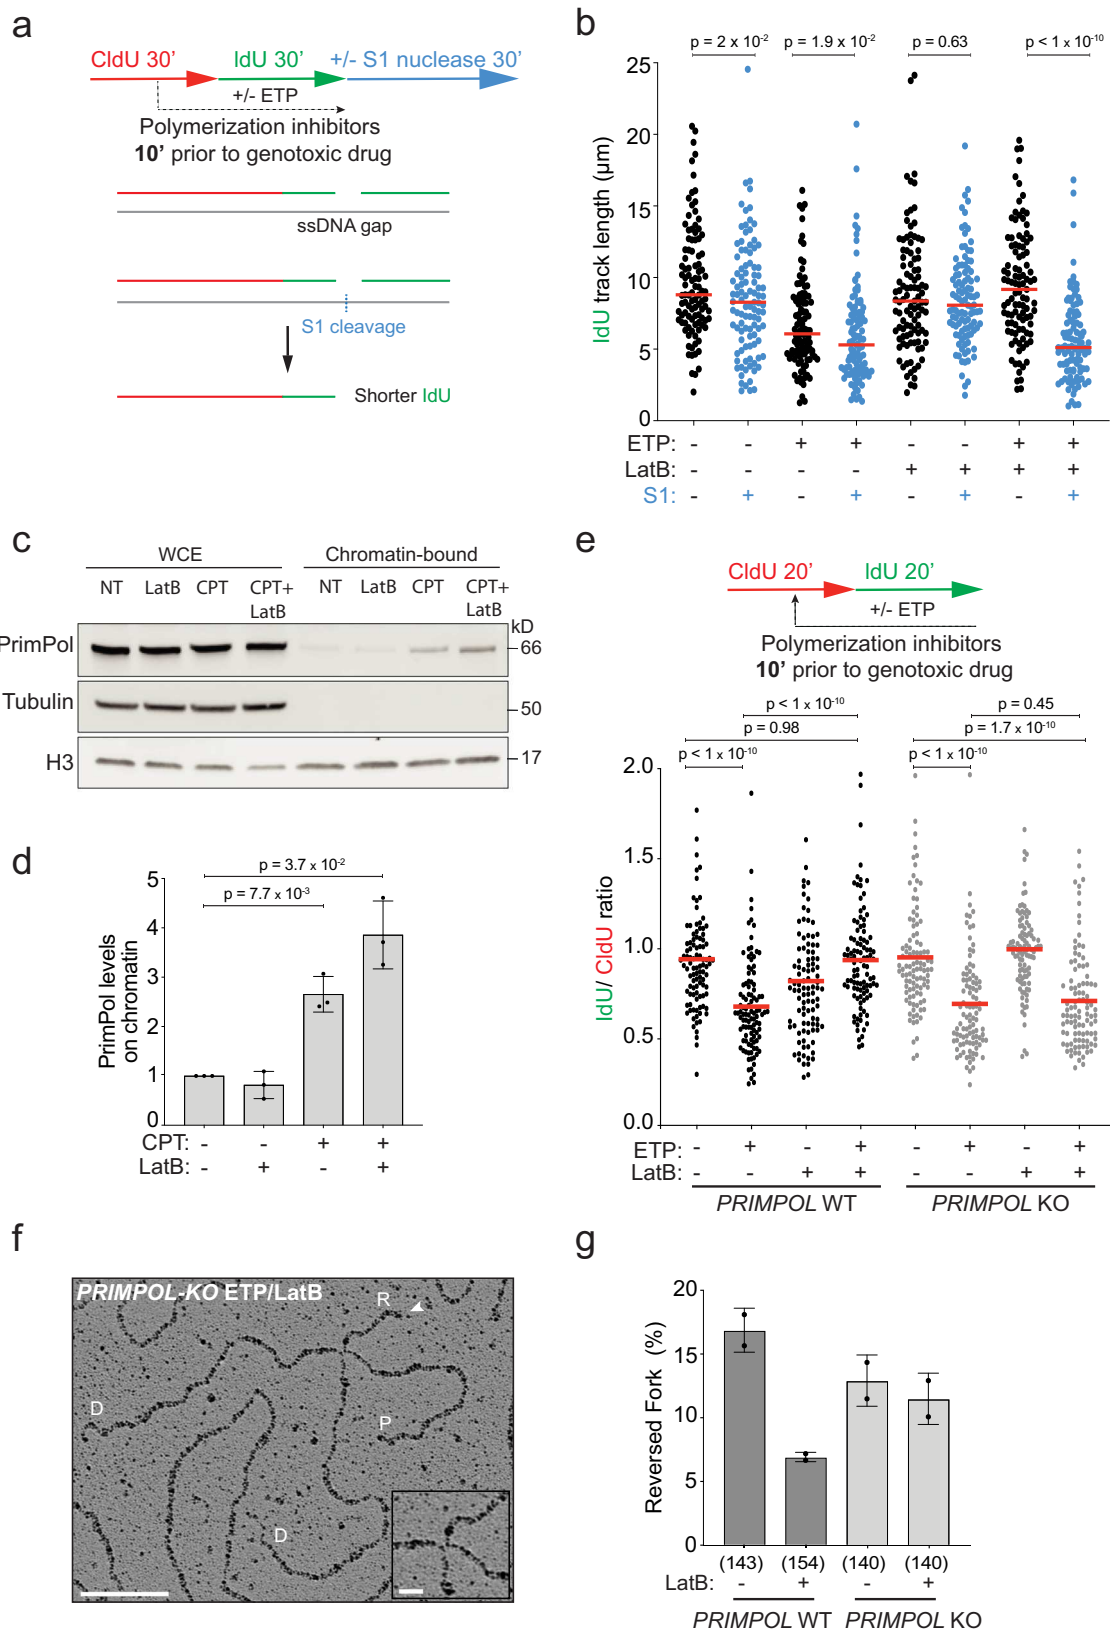 a
CldU 30’
IdU 30’
+/- S1 nuclease 30’
+/- ETP
Polymerization inhibitors
10’ prior to genotoxic drug
ssDNA gap
S1 cleavage
Shorter IdU
b
p = 2 x 10⁻²
p = 1.9 x 10⁻²
p = 0.63
p < 1 x 10⁻¹⁰
IdU track length (µm)
25
20
15
10
5
0
ETP: - - + + - - + +
LatB: - - - - + + + +
S1: - + - + - + - +
c
WCE
Chromatin-bound
NT LatB CPT CPT+ LatB NT LatB CPT CPT+ LatB
kD
PrimPol
66
Tubulin
50
H3
17
d
p = 3.7 x 10⁻²
p = 7.7 x 10⁻³
PrimPol levels
on chromatin
5
4
3
2
1
0
CPT: - - + +
LatB: - + - +
e
CldU 20’
IdU 20’
+/- ETP
Polymerization inhibitors
10’ prior to genotoxic drug
p < 1 x 10⁻¹⁰
p = 0.98
p < 1 x 10⁻¹⁰
p = 0.45
p = 1.7 x 10⁻¹⁰
p < 1 x 10⁻¹⁰
IdU/ CldU ratio
2.0
1.5
1.0
0.5
0.0
ETP: - + - + - + - +
LatB: - - + + - - + +
PRIMPOL WT
PRIMPOL KO
f
PRIMPOL-KO ETP/LatB
R
D
P
D
g
Reversed Fork (%)
20
15
10
5
0
(143) (154) (140) (140)
LatB: - + - +
PRIMPOL WT PRIMPOL KO